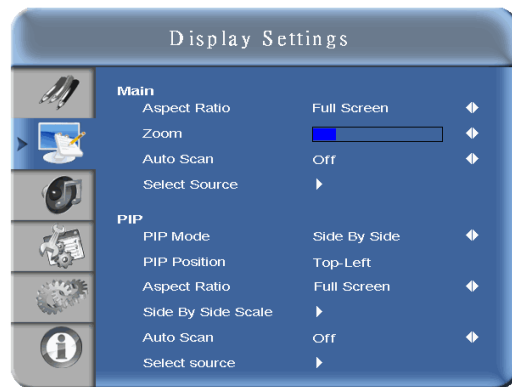 Display Settings
Main
Aspect Ratio Full Screen
Zoom
Auto Scan Off
Select Source
PIP
PIP Mode Side By Side
PIP Position Top-Left
Aspect Ratio Full Screen
Side By Side Scale
Auto Scan Off
Select source